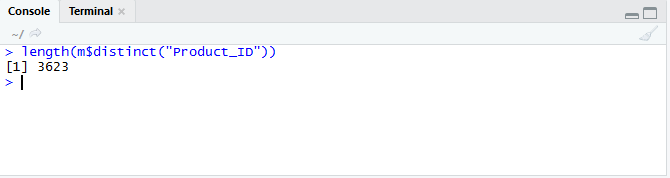 Console Terminal ×
~/
> length(m$distinct("Product_ID"))
[1] 3623
>